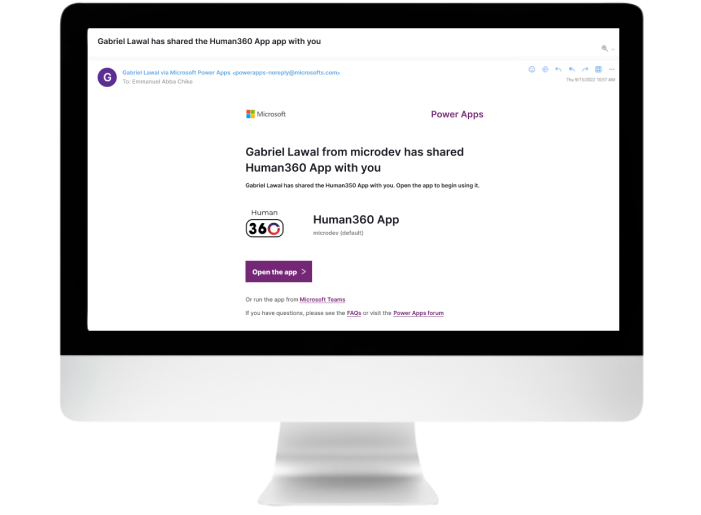 Gabriel Lawal has shared the Human360 App app with you
G
Gabriel Lawal via Microsoft Power Apps <powerapps-noreply@microsofts.com>
To: Emmanuel Abba Chike
Thu 9/15/2022 10:57 AM
Microsoft
Power Apps
Gabriel Lawal from microdev has shared
Human360 App with you
Gabriel Lawal has shared the Human350 App with you. Open the app to begin using it.
Human
360
Human360 App
microdev (default)
Open the app >
Or run the app from Microsoft Teams
If you have questions, please see the FAQs or visit the Power Apps forum